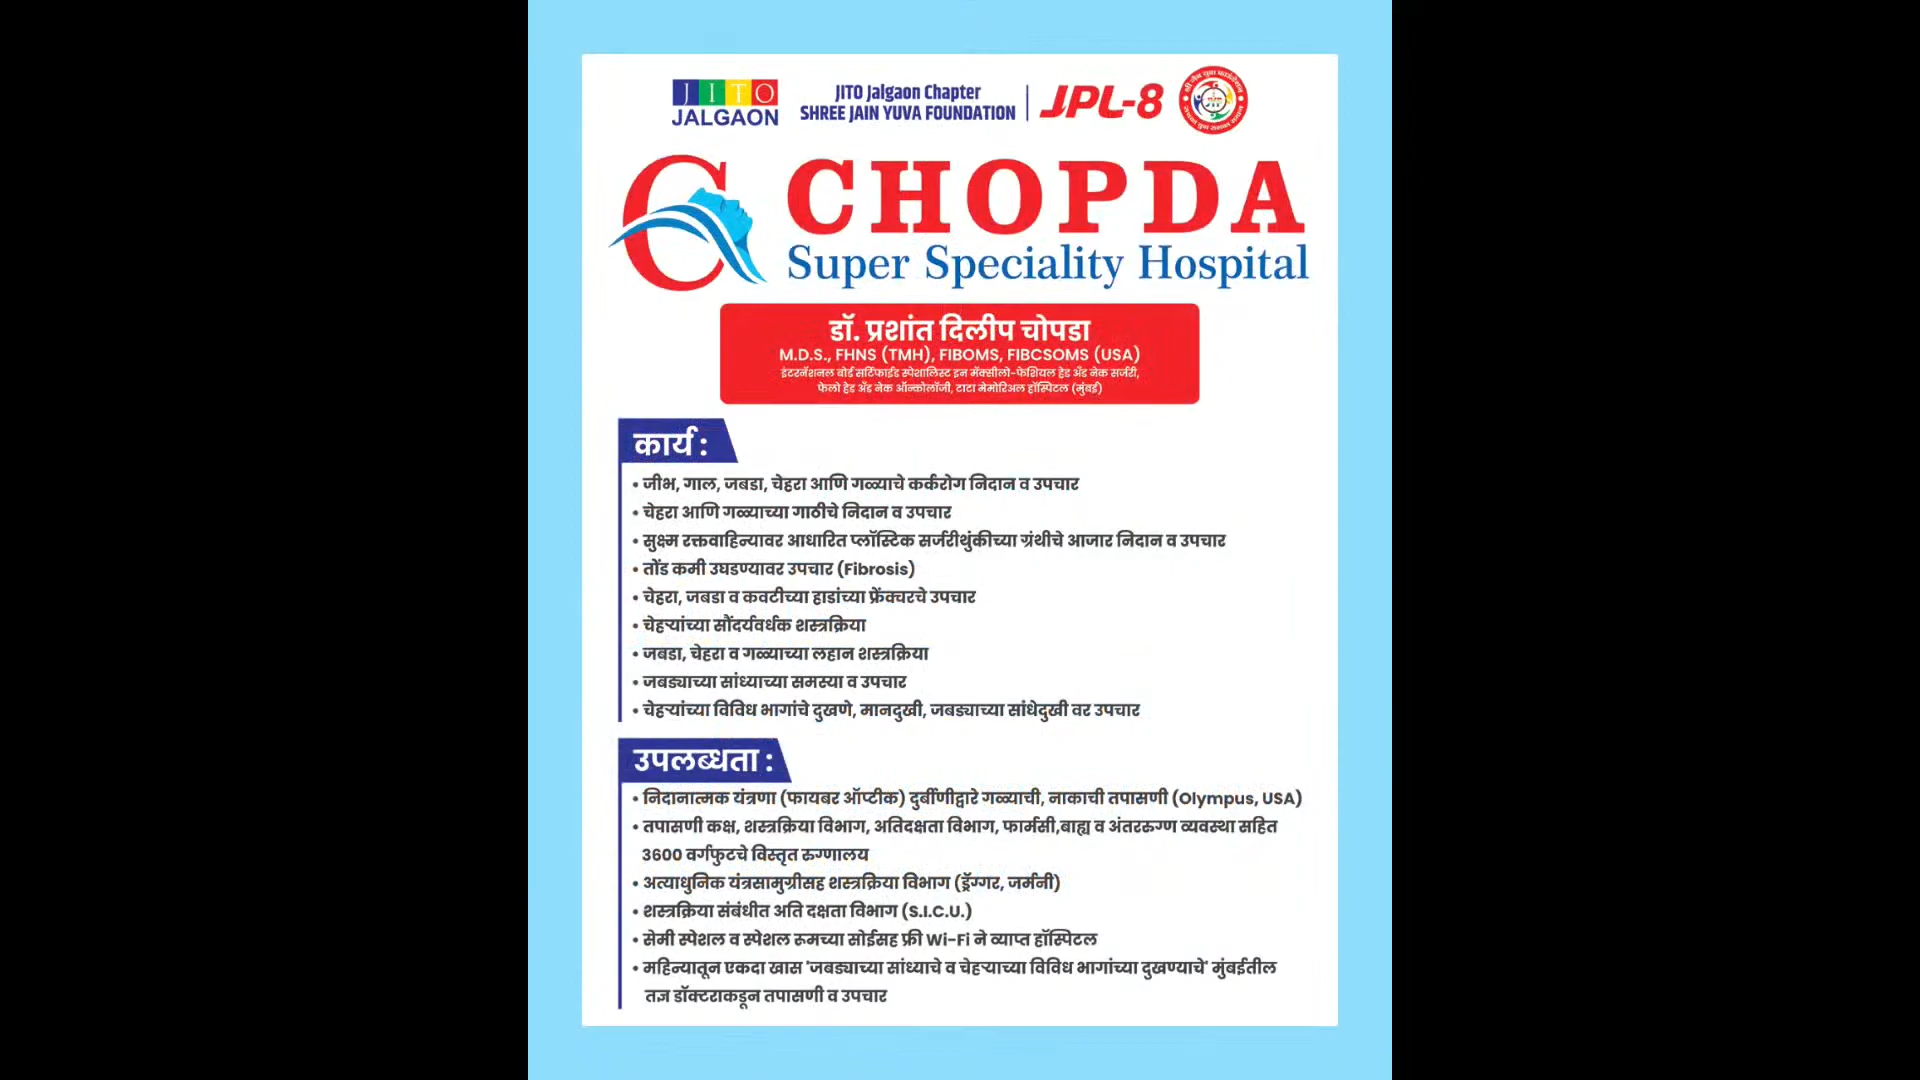 JITO
JALGAON
JITO Jalgaon Chapter
SHREE JAIN YUVA FOUNDATION
JPL-8
श्री जैन युवा फाउंडेशन
JYF
CHOPDA
Super Speciality Hospital
डॉ. प्रशांत दिलीप चोपडा
M.D.S., FHNS (TMH), FIBOMS, FIBCSOMS (USA)
इंटरनॅशनल बोर्ड सर्टिफाईड स्पेशालिस्ट इन मॅक्सीलो-फेशियल हेड अँड नेक सर्जरी,
फेलो हेड अँड नेक ऑन्कोलॉजी, टाटा मेमोरिअल हॉस्पिटल (मुंबई)
कार्य :
• जीभ, गाल, जबडा, चेहरा आणि गळ्याचे कर्करोग निदान व उपचार
• चेहरा आणि गळ्याच्या गाठीचे निदान व उपचार
• सुक्ष्म रक्तवाहिन्यावर आधारित प्लॉस्टिक सर्जरीथुंकीच्या ग्रंथीचे आजार निदान व उपचार
• तोंड कमी उघडण्यावर उपचार (Fibrosis)
• चेहरा, जबडा व कवटीच्या हाडांच्या फ्रॅक्चरचे उपचार
• चेहऱ्यांच्या सौंदर्यवर्धक शस्त्रक्रिया
• जबडा, चेहरा व गळ्याच्या लहान शस्त्रक्रिया
• जबड्याच्या सांध्याच्या समस्या व उपचार
• चेहऱ्यांच्या विविध भागांचे दुखणे, मानदुखी, जबड्याच्या सांधेदुखी वर उपचार
उपलब्धता :
• निदानात्मक यंत्रणा (फायबर ऑप्टीक) दुर्बीणीद्वारे गळ्याची, नाकाची तपासणी (Olympus, USA)
• तपासणी कक्ष, शस्त्रक्रिया विभाग, अतिदक्षता विभाग, फार्मसी,बाह्य व अंतररुग्ण व्यवस्था सहित
3600 वर्गफुटचे विस्तृत रुग्णालय
• अत्याधुनिक यंत्रसामुग्रीसह शस्त्रक्रिया विभाग (ड्रॅग्गर, जर्मनी)
• शस्त्रक्रिया संबंधीत अति दक्षता विभाग (S.I.C.U.)
• सेमी स्पेशल व स्पेशल रूमच्या सोईसह फ्री Wi-Fi ने व्याप्त हॉस्पिटल
• महिन्यातून एकदा खास 'जबड्याच्या सांध्याचे व चेहऱ्याच्या विविध भागांच्या दुखण्याचे' मुंबईतील
तज्ञ डॉक्टराकडून तपासणी व उपचार